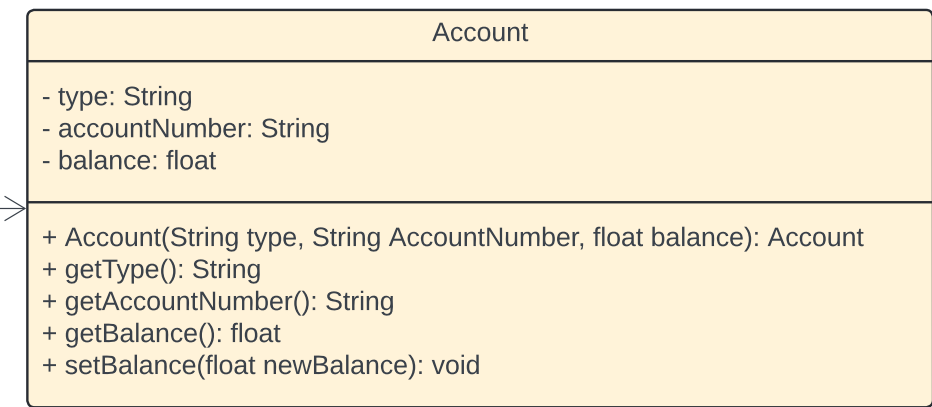 Account
- type: String
- accountNumber: String
- balance: float
+ Account(String type, String AccountNumber, float balance): Account
+ getType(): String
+ getAccountNumber(): String
+ getBalance(): float
+ setBalance(float newBalance): void